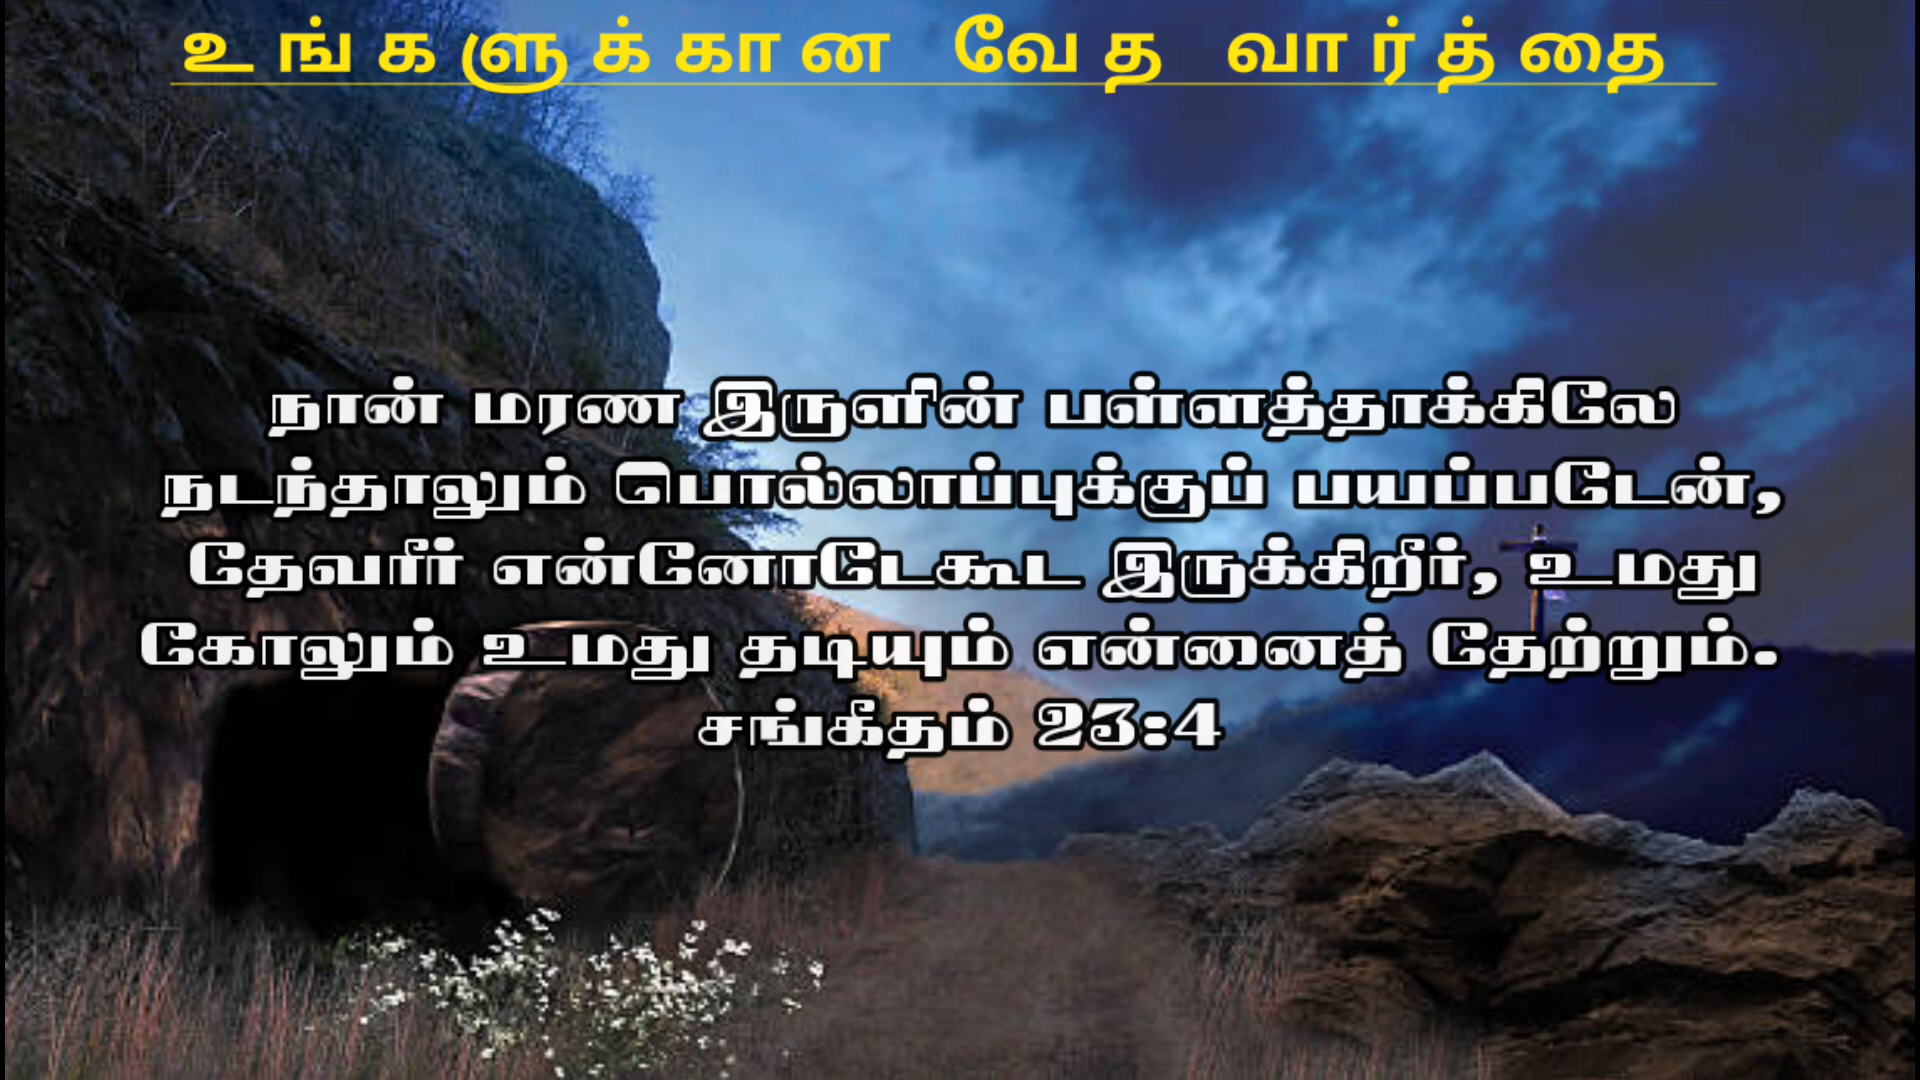 உங்களுக்கான வேத வார்த்தை
நான் மரண இருளின் பள்ளத்தாக்கிலே
நடந்தாலும் பொல்லாப்புக்குப் பயப்படேன்,
தேவரீர் என்னோடேகூட இருக்கிறீர், உமது
கோலும் உமது தடியும் என்னைத் தேற்றும்.
சங்கீதம் 23:4